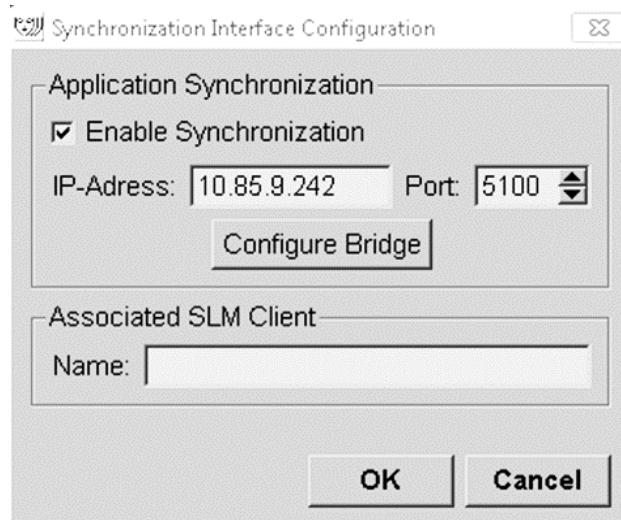 Synchronization Interface Configuration
Application Synchronization
Enable Synchronization
IP-Adress: 10.85.9.242 Port: 5100
Configure Bridge
Associated SLM Client
Name:
OK Cancel